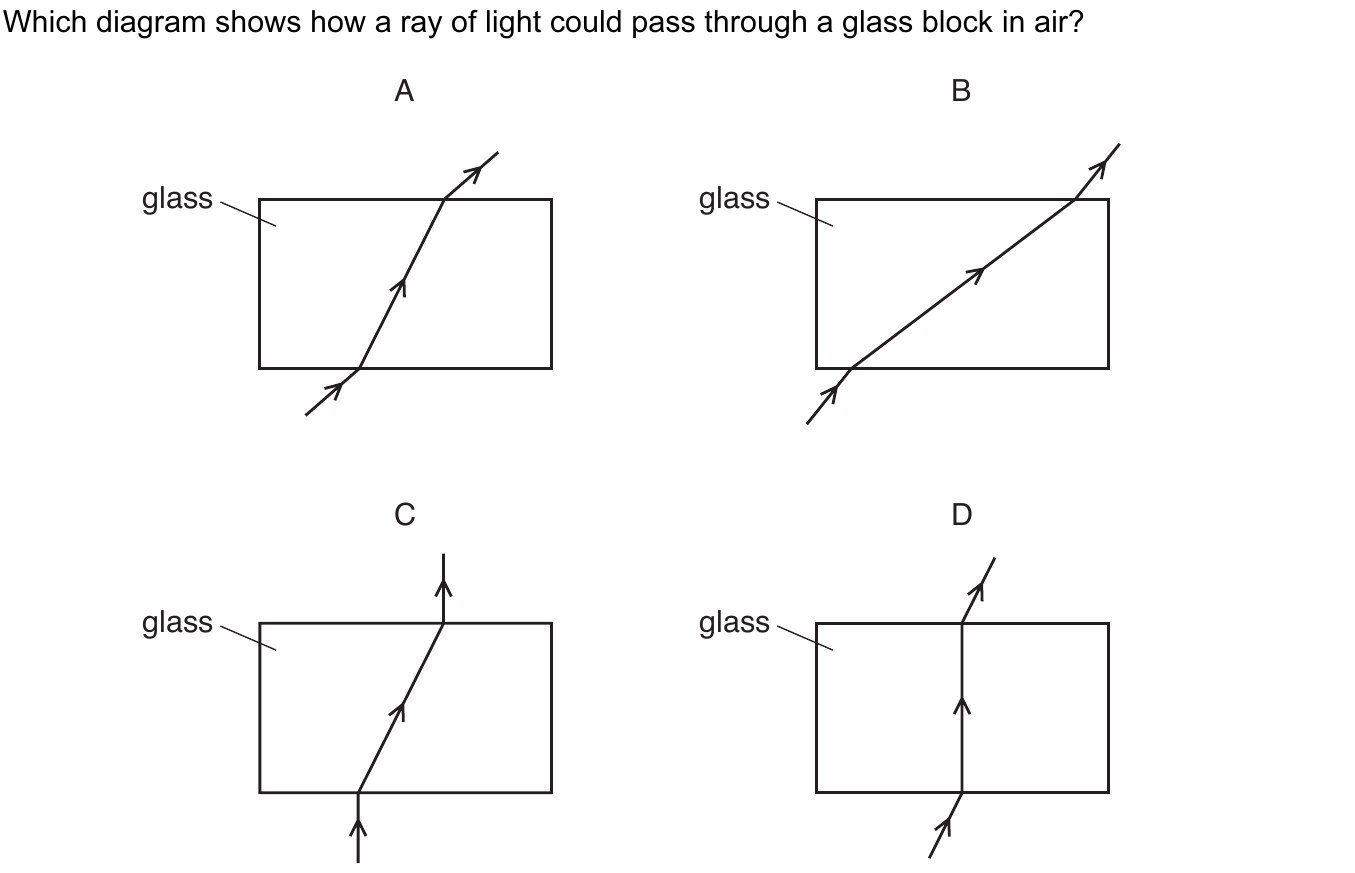 Which diagram shows how a ray of light could pass through a glass block in air?
A
B
glass
glass
C
D
glass
glass